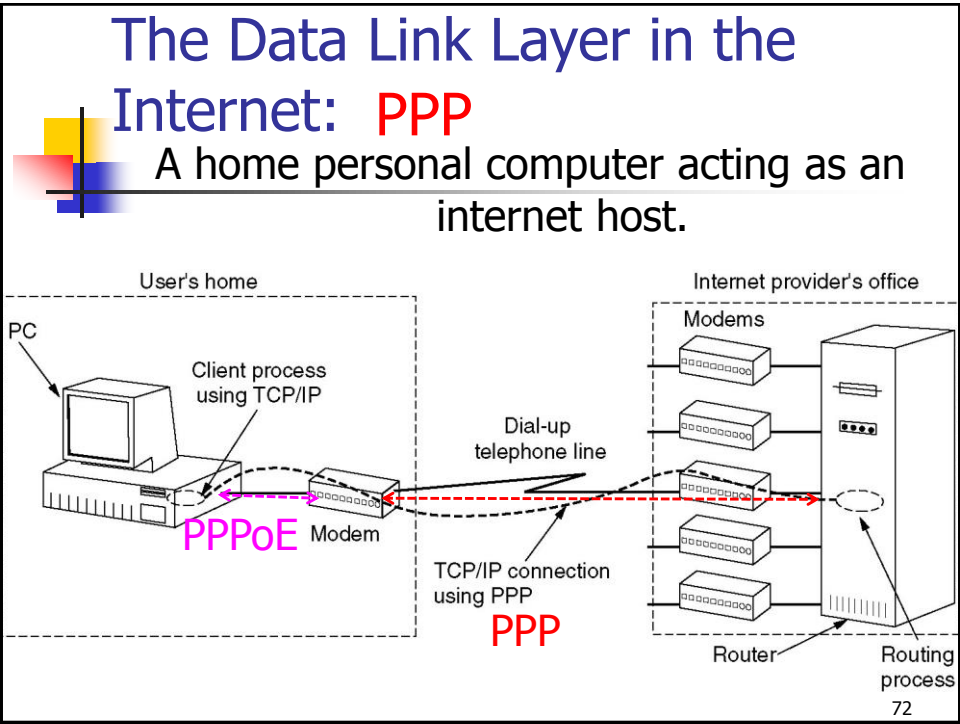 The Data Link Layer in the
Internet: PPP
A home personal computer acting as an
internet host.
User's home
Internet provider's office
PC
Modems
Client process
using TCP/IP
Dial-up
telephone line
PPPoE
Modem
TCP/IP connection
using PPP
PPP
Router
Routing
process
72